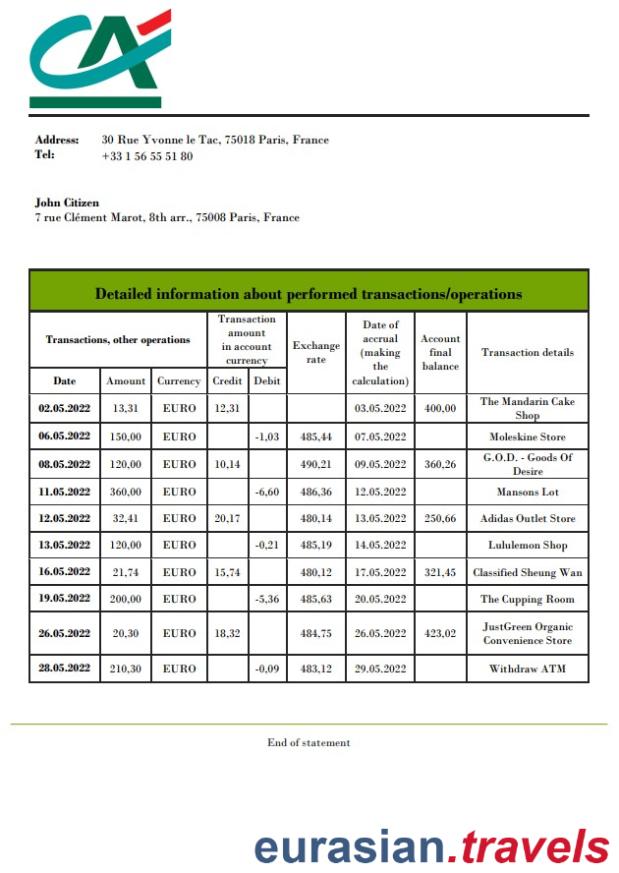 CA
Address: 30 Rue Yvonne le Tac, 75018 Paris, France
Tel: +33 1 56 55 51 80
John Citizen
7 rue Clément Marot, 8th arr., 75008 Paris, France
Detailed information about performed transactions/operations
Transactions, other operations
Transaction
amount
in account
currency
Exchange
rate
Date of
accrual
(making
the
calculation)
Account
final
balance
Transaction details
Date Amount Currency Credit Debit
02.05.2022 13,31 EURO 12,31 03.05.2022 400,00 The Mandarin Cake
Shop
06.05.2022 150,00 EURO -1,03 485,44 07.05.2022 Moleskine Store
08.05.2022 120,00 EURO 10,14 490,21 09.05.2022 360,26 G.O.D. - Goods Of
Desire
11.05.2022 360,00 EURO -6,60 486,36 12.05.2022 Mansons Lot
12.05.2022 32,41 EURO 20,17 480,14 13.05.2022 250,66 Adidas Outlet Store
13.05.2022 120,00 EURO -0,21 485,19 14.05.2022 Lululemon Shop
16.05.2022 21,74 EURO 15,74 480,12 17.05.2022 321,45 Classified Sheung Wan
19.05.2022 200,00 EURO -5,36 485,63 20.05.2022 The Cupping Room
26.05.2022 20,30 EURO 18,32 484,75 26.05.2022 423,02 JustGreen Organic
Convenience Store
28.05.2022 210,30 EURO -0,09 483,12 29.05.2022 Withdraw ATM
End of statement
eurasian.travels